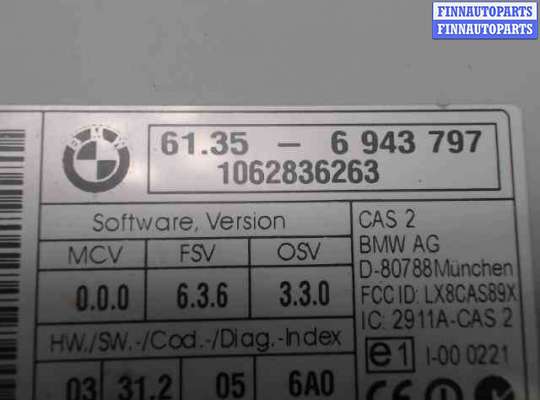 FINNAUTOPARTS
FINNAUTOPARTS
BMW
61.35 - 6 943 797
1062836263
Software, Version
MCV FSV OSV
0.0.0 6.3.6 3.3.0
HW./SW.-/Cod.-/Diag.-Index
03 31.2 05 6A0
CAS 2
BMW AG
D-80788München
FCC ID: LX8CAS89X
IC: 2911A-CAS 2
e1 I-00 0221